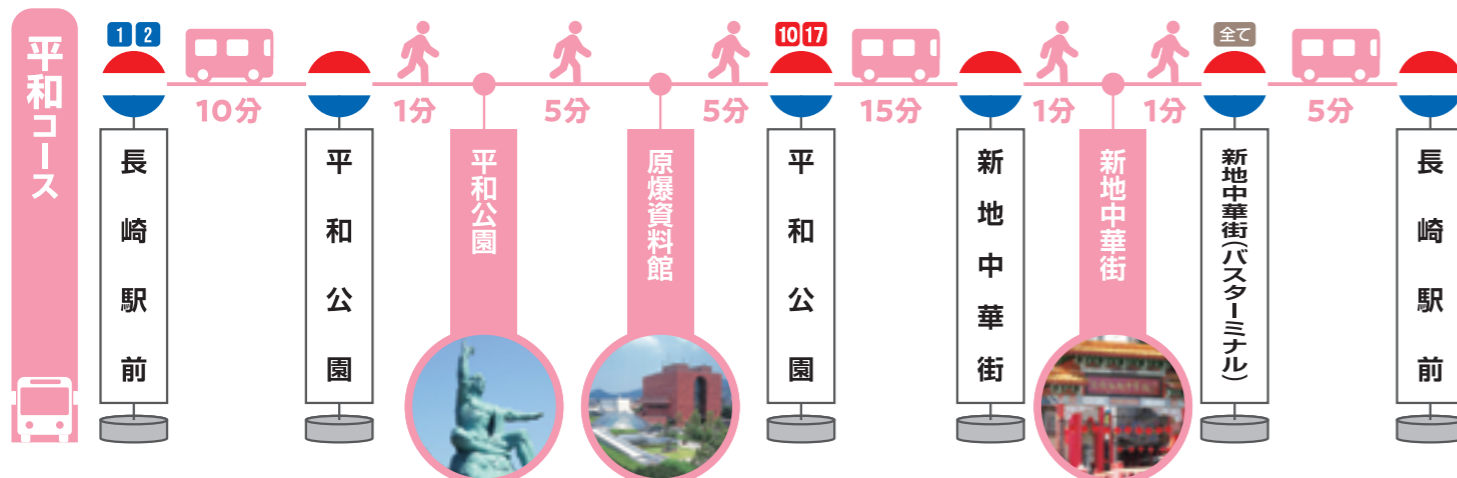 平和コース
1 2
10 17
全て
10分
1分
5分
5分
15分
1分
1分
5分
長崎駅前
平和公園
平和公園
原爆資料館
平和公園
新地中華街
新地中華街
新地中華街(バスターミナル)
長崎駅前